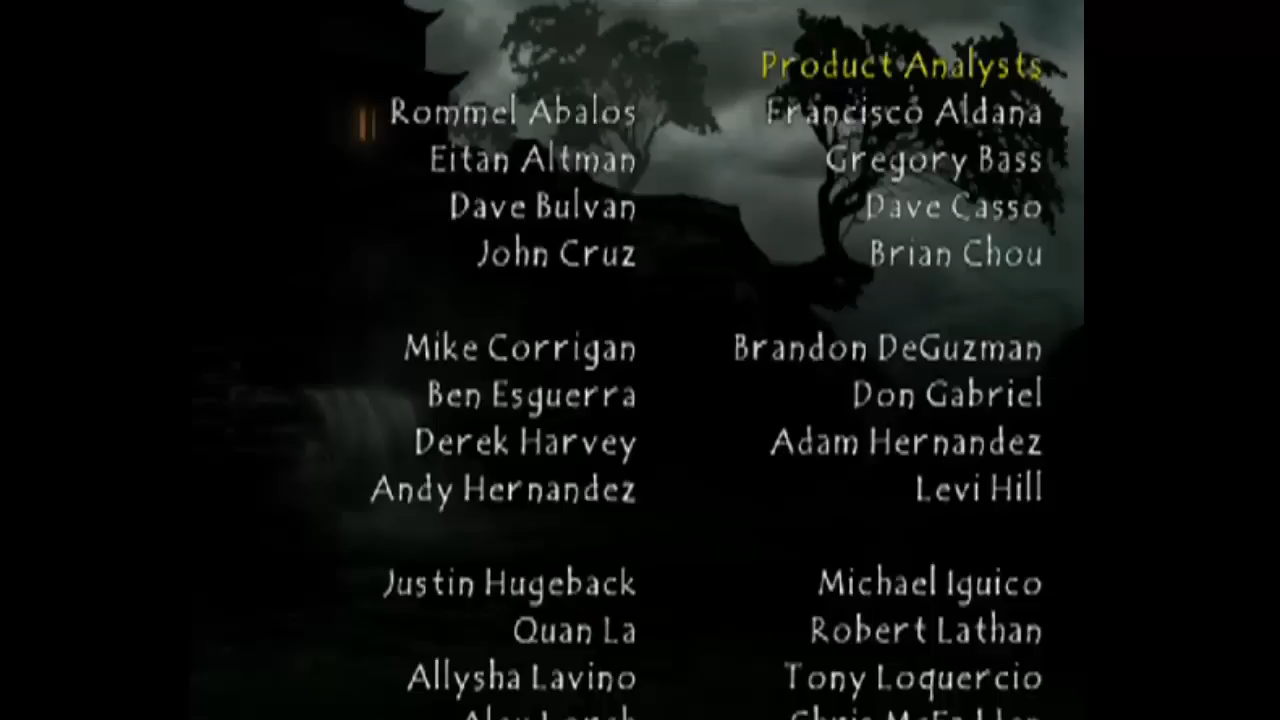 Product Analysts
Rommel Abalos Francisco Aldana
Eitan Altman Gregory Bass
Dave Bulvan Dave Casso
John Cruz Brian Chou
Mike Corrigan Brandon DeGuzman
Ben Esguerra Don Gabriel
Derek Harvey Adam Hernandez
Andy Hernandez Levi Hill
Justin Hugeback Michael Iguico
Quan La Robert Lathan
Allysha Lavino Tony Loquercio